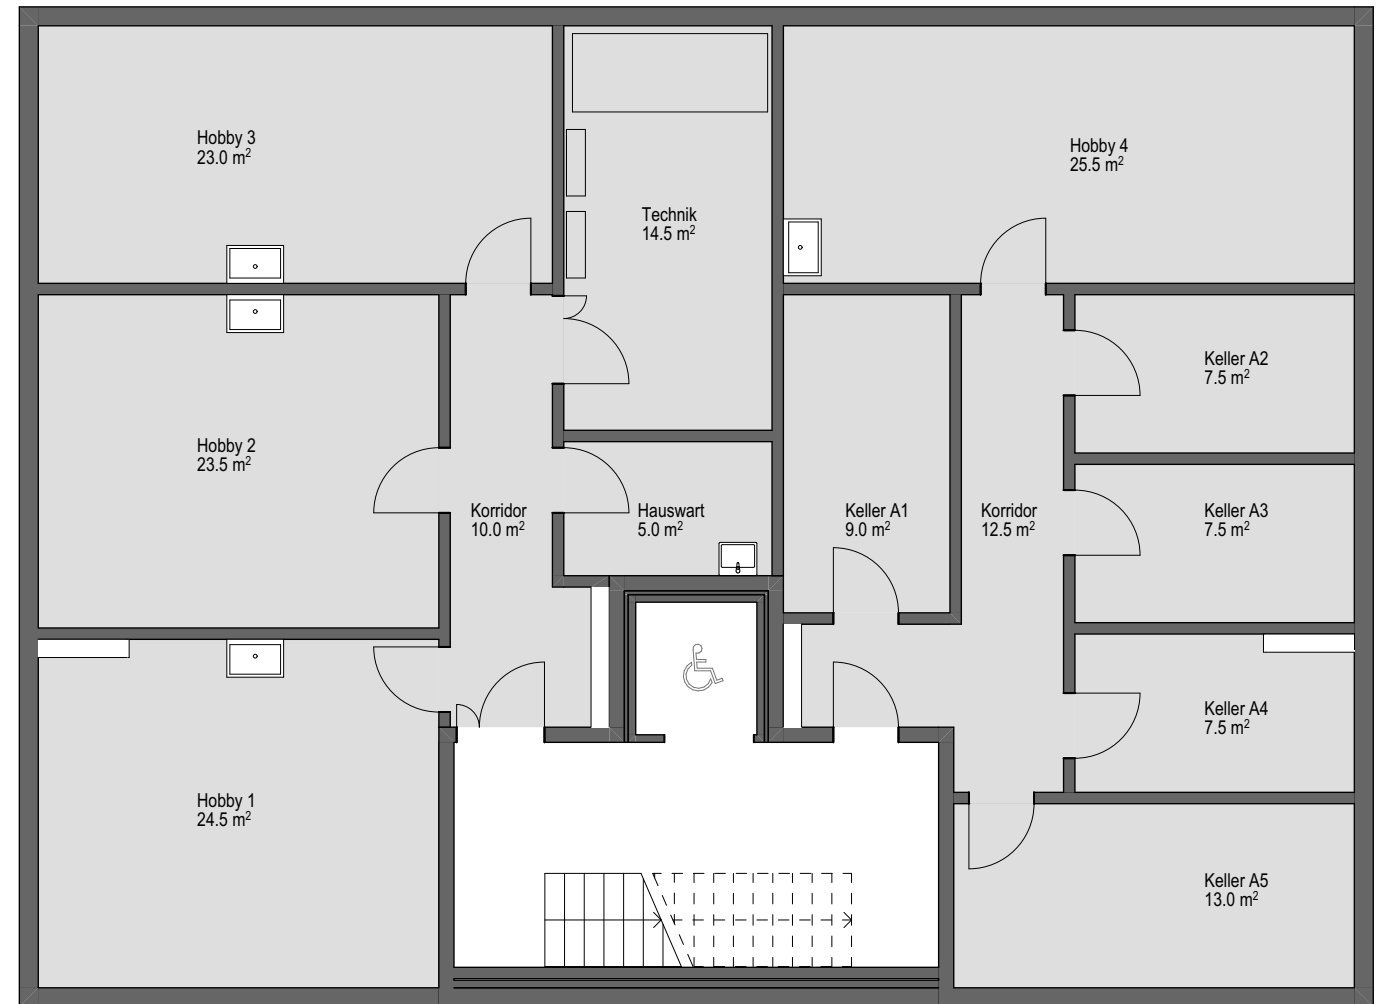 Hobby 3
23.0 m²
Hobby 4
25.5 m²
Technik
14.5 m²
Keller A2
7.5 m²
Hobby 2
23.5 m²
Korridor
10.0 m²
Hauswart
5.0 m²
Keller A1
9.0 m²
Korridor
12.5 m²
Keller A3
7.5 m²
Keller A4
7.5 m²
Hobby 1
24.5 m²
Keller A5
13.0 m²